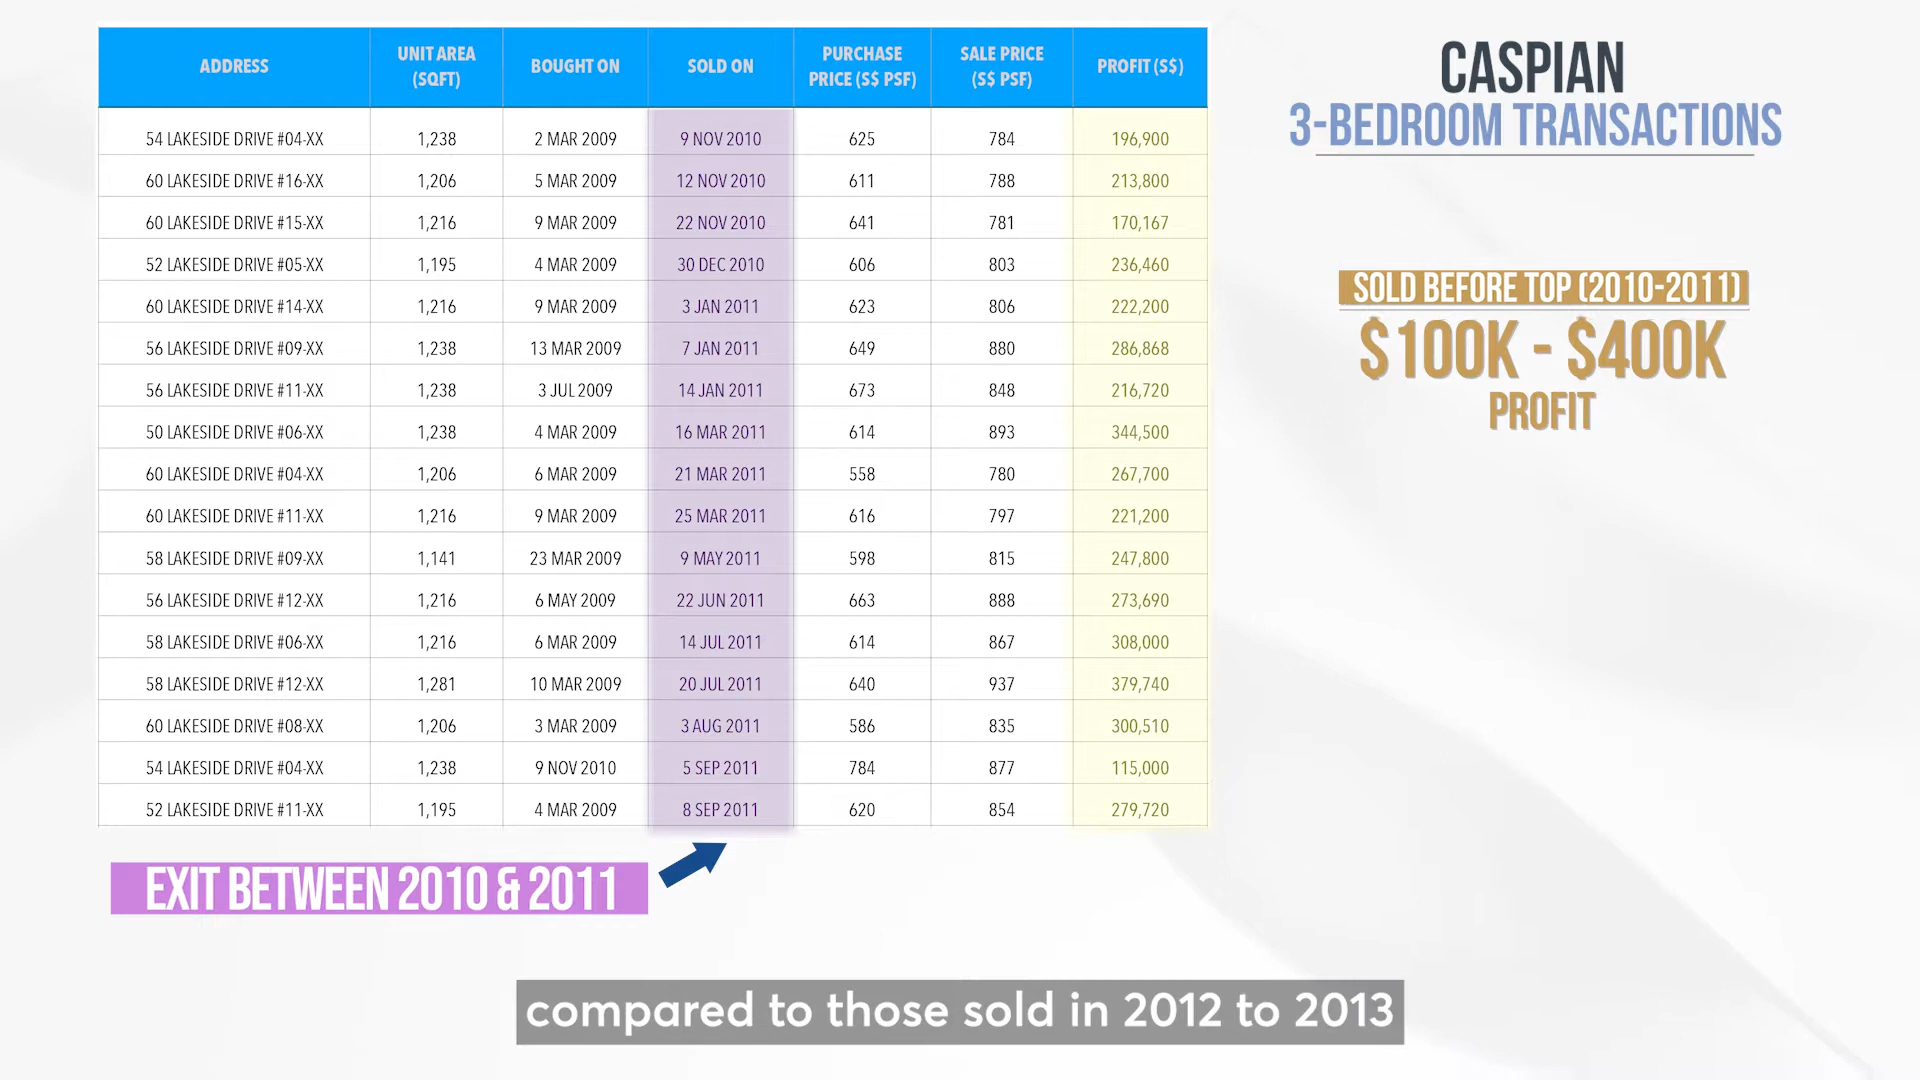 ADDRESS UNIT AREA (SQFT) BOUGHT ON SOLD ON PURCHASE PRICE (S$ PSF) SALE PRICE (S$ PSF) PROFIT (S$)
54 LAKESIDE DRIVE #04-XX 1,238 2 MAR 2009 9 NOV 2010 625 784 196,900
60 LAKESIDE DRIVE #16-XX 1,206 5 MAR 2009 12 NOV 2010 611 788 213,800
60 LAKESIDE DRIVE #15-XX 1,216 9 MAR 2009 22 NOV 2010 641 781 170,167
52 LAKESIDE DRIVE #05-XX 1,195 4 MAR 2009 30 DEC 2010 606 803 236,460
60 LAKESIDE DRIVE #14-XX 1,216 9 MAR 2009 3 JAN 2011 623 806 222,200
56 LAKESIDE DRIVE #09-XX 1,238 13 MAR 2009 7 JAN 2011 649 880 286,868
56 LAKESIDE DRIVE #11-XX 1,238 3 JUL 2009 14 JAN 2011 673 848 216,720
50 LAKESIDE DRIVE #06-XX 1,238 4 MAR 2009 16 MAR 2011 614 893 344,500
60 LAKESIDE DRIVE #04-XX 1,206 6 MAR 2009 21 MAR 2011 558 780 267,700
60 LAKESIDE DRIVE #11-XX 1,216 9 MAR 2009 25 MAR 2011 616 797 221,200
58 LAKESIDE DRIVE #09-XX 1,141 23 MAR 2009 9 MAY 2011 598 815 247,800
56 LAKESIDE DRIVE #12-XX 1,216 6 MAY 2009 22 JUN 2011 663 888 273,690
58 LAKESIDE DRIVE #06-XX 1,216 6 MAR 2009 14 JUL 2011 614 867 308,000
58 LAKESIDE DRIVE #12-XX 1,281 10 MAR 2009 20 JUL 2011 640 937 379,740
60 LAKESIDE DRIVE #08-XX 1,206 3 MAR 2009 3 AUG 2011 586 835 300,510
54 LAKESIDE DRIVE #04-XX 1,238 9 NOV 2010 5 SEP 2011 784 877 115,000
52 LAKESIDE DRIVE #11-XX 1,195 4 MAR 2009 8 SEP 2011 620 854 279,720
EXIT BETWEEN 2010 & 2011
CASPIAN
3-BEDROOM TRANSACTIONS
SOLD BEFORE TOP (2010-2011)
$100K - $400K
PROFIT
compared to those sold in 2012 to 2013